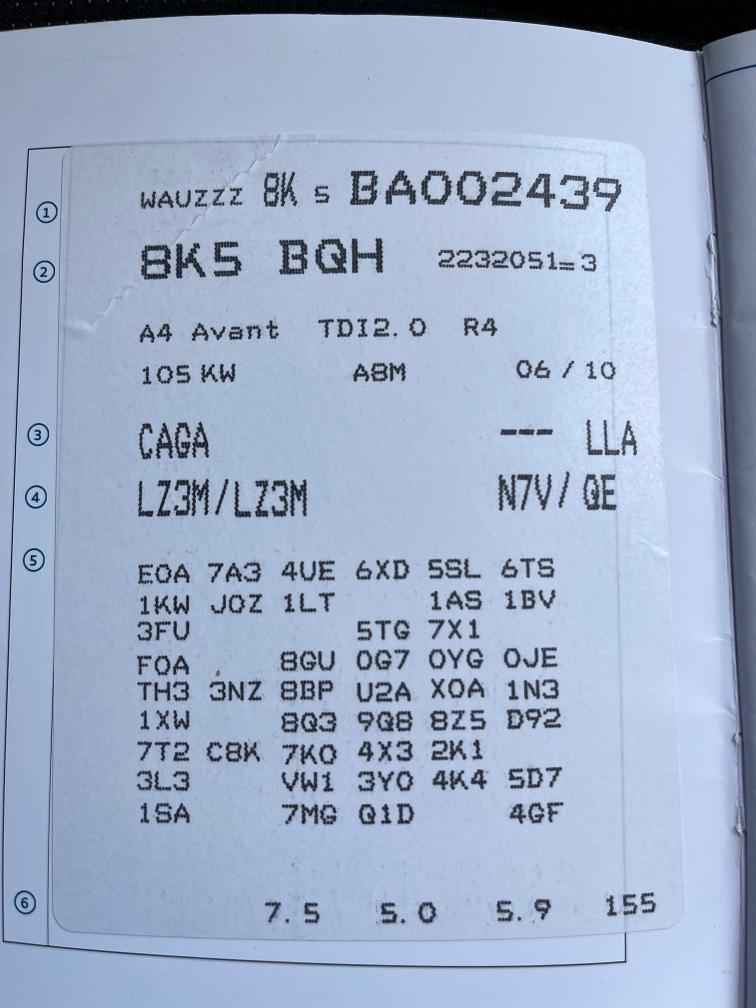 ① WAUZZZ 8K 5 BA002439
② 8K5 BQH 2232051=3
A4 Avant TDI2.0 R4
105 KW A8M 06 / 10
③ CAGA --- LLA
④ LZ3M/LZ3M N7V/ QE
⑤ E0A 7A3 4UE 6XD 5SL 6TS
1KW J0Z 1LT 1AS 1BV
3FU 5TG 7X1
F0A 8GU 0G7 0YG 0JE
TH3 3NZ 8BP U2A X0A 1N3
1XW 8Q3 9Q8 8Z5 D92
7T2 C8K 7K0 4X3 2K1
3L3 VW1 3Y0 4K4 5D7
1SA 7MG Q1D 4GF
⑥ 7.5 5.0 5.9 155